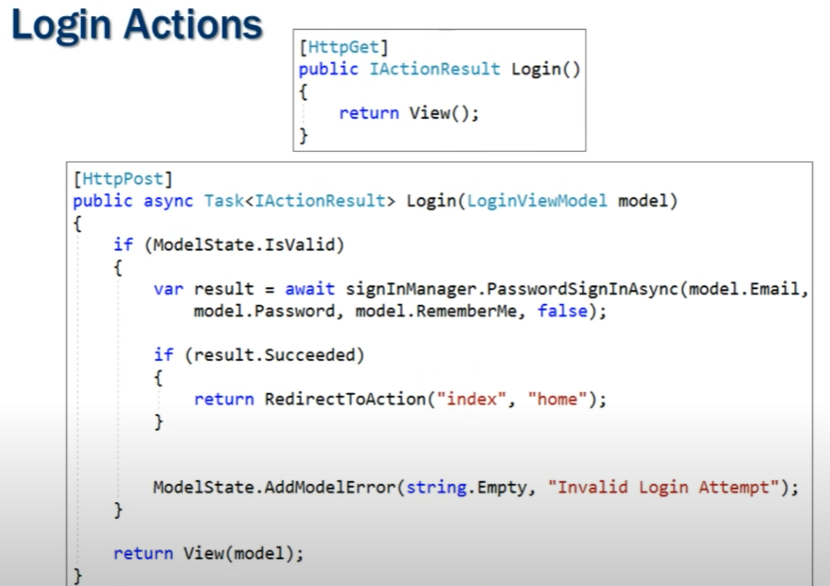 Login Actions
[HttpGet]
public IActionResult Login()
{
return View();
}
[HttpPost]
public async Task<IActionResult> Login(LoginViewModel model)
{
if (ModelState.IsValid)
{
var result = await signInManager.PasswordSignInAsync(model.Email,
model.Password, model.RememberMe, false);
if (result.Succeeded)
{
return RedirectToAction("index", "home");
}
ModelState.AddModelError(string.Empty, "Invalid Login Attempt");
}
return View(model);
}